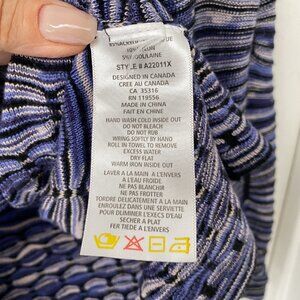 STYLE # A22011X
DESIGNED IN CANADA
CREE AU CANADA
CA 35316
RN 119556
MADE IN CHINA
FAIT EN CHINE
HAND WASH COLD INSIDE OUT
DO NOT BLEACH
DO NOT RUB
WRING SOFTLY BY HAND
ROLL IN TOWEL TO REMOVE
EXCESS WATER
DRY FLAT
WARM IRON INSIDE OUT
LAVER A LA MAIN A L'ENVERS
A L'EAU FROIDE
NE PAS BLANCHIR
NE PAS FROTTER
TORDRE DELICATEMENT A LA MAIN
ENROULEZ DANS UNE SERVIETTE
POUR DLIMINER L'EXCES D'EAU
SECHER A PLAT
FER TIEDE A L'ENVERS